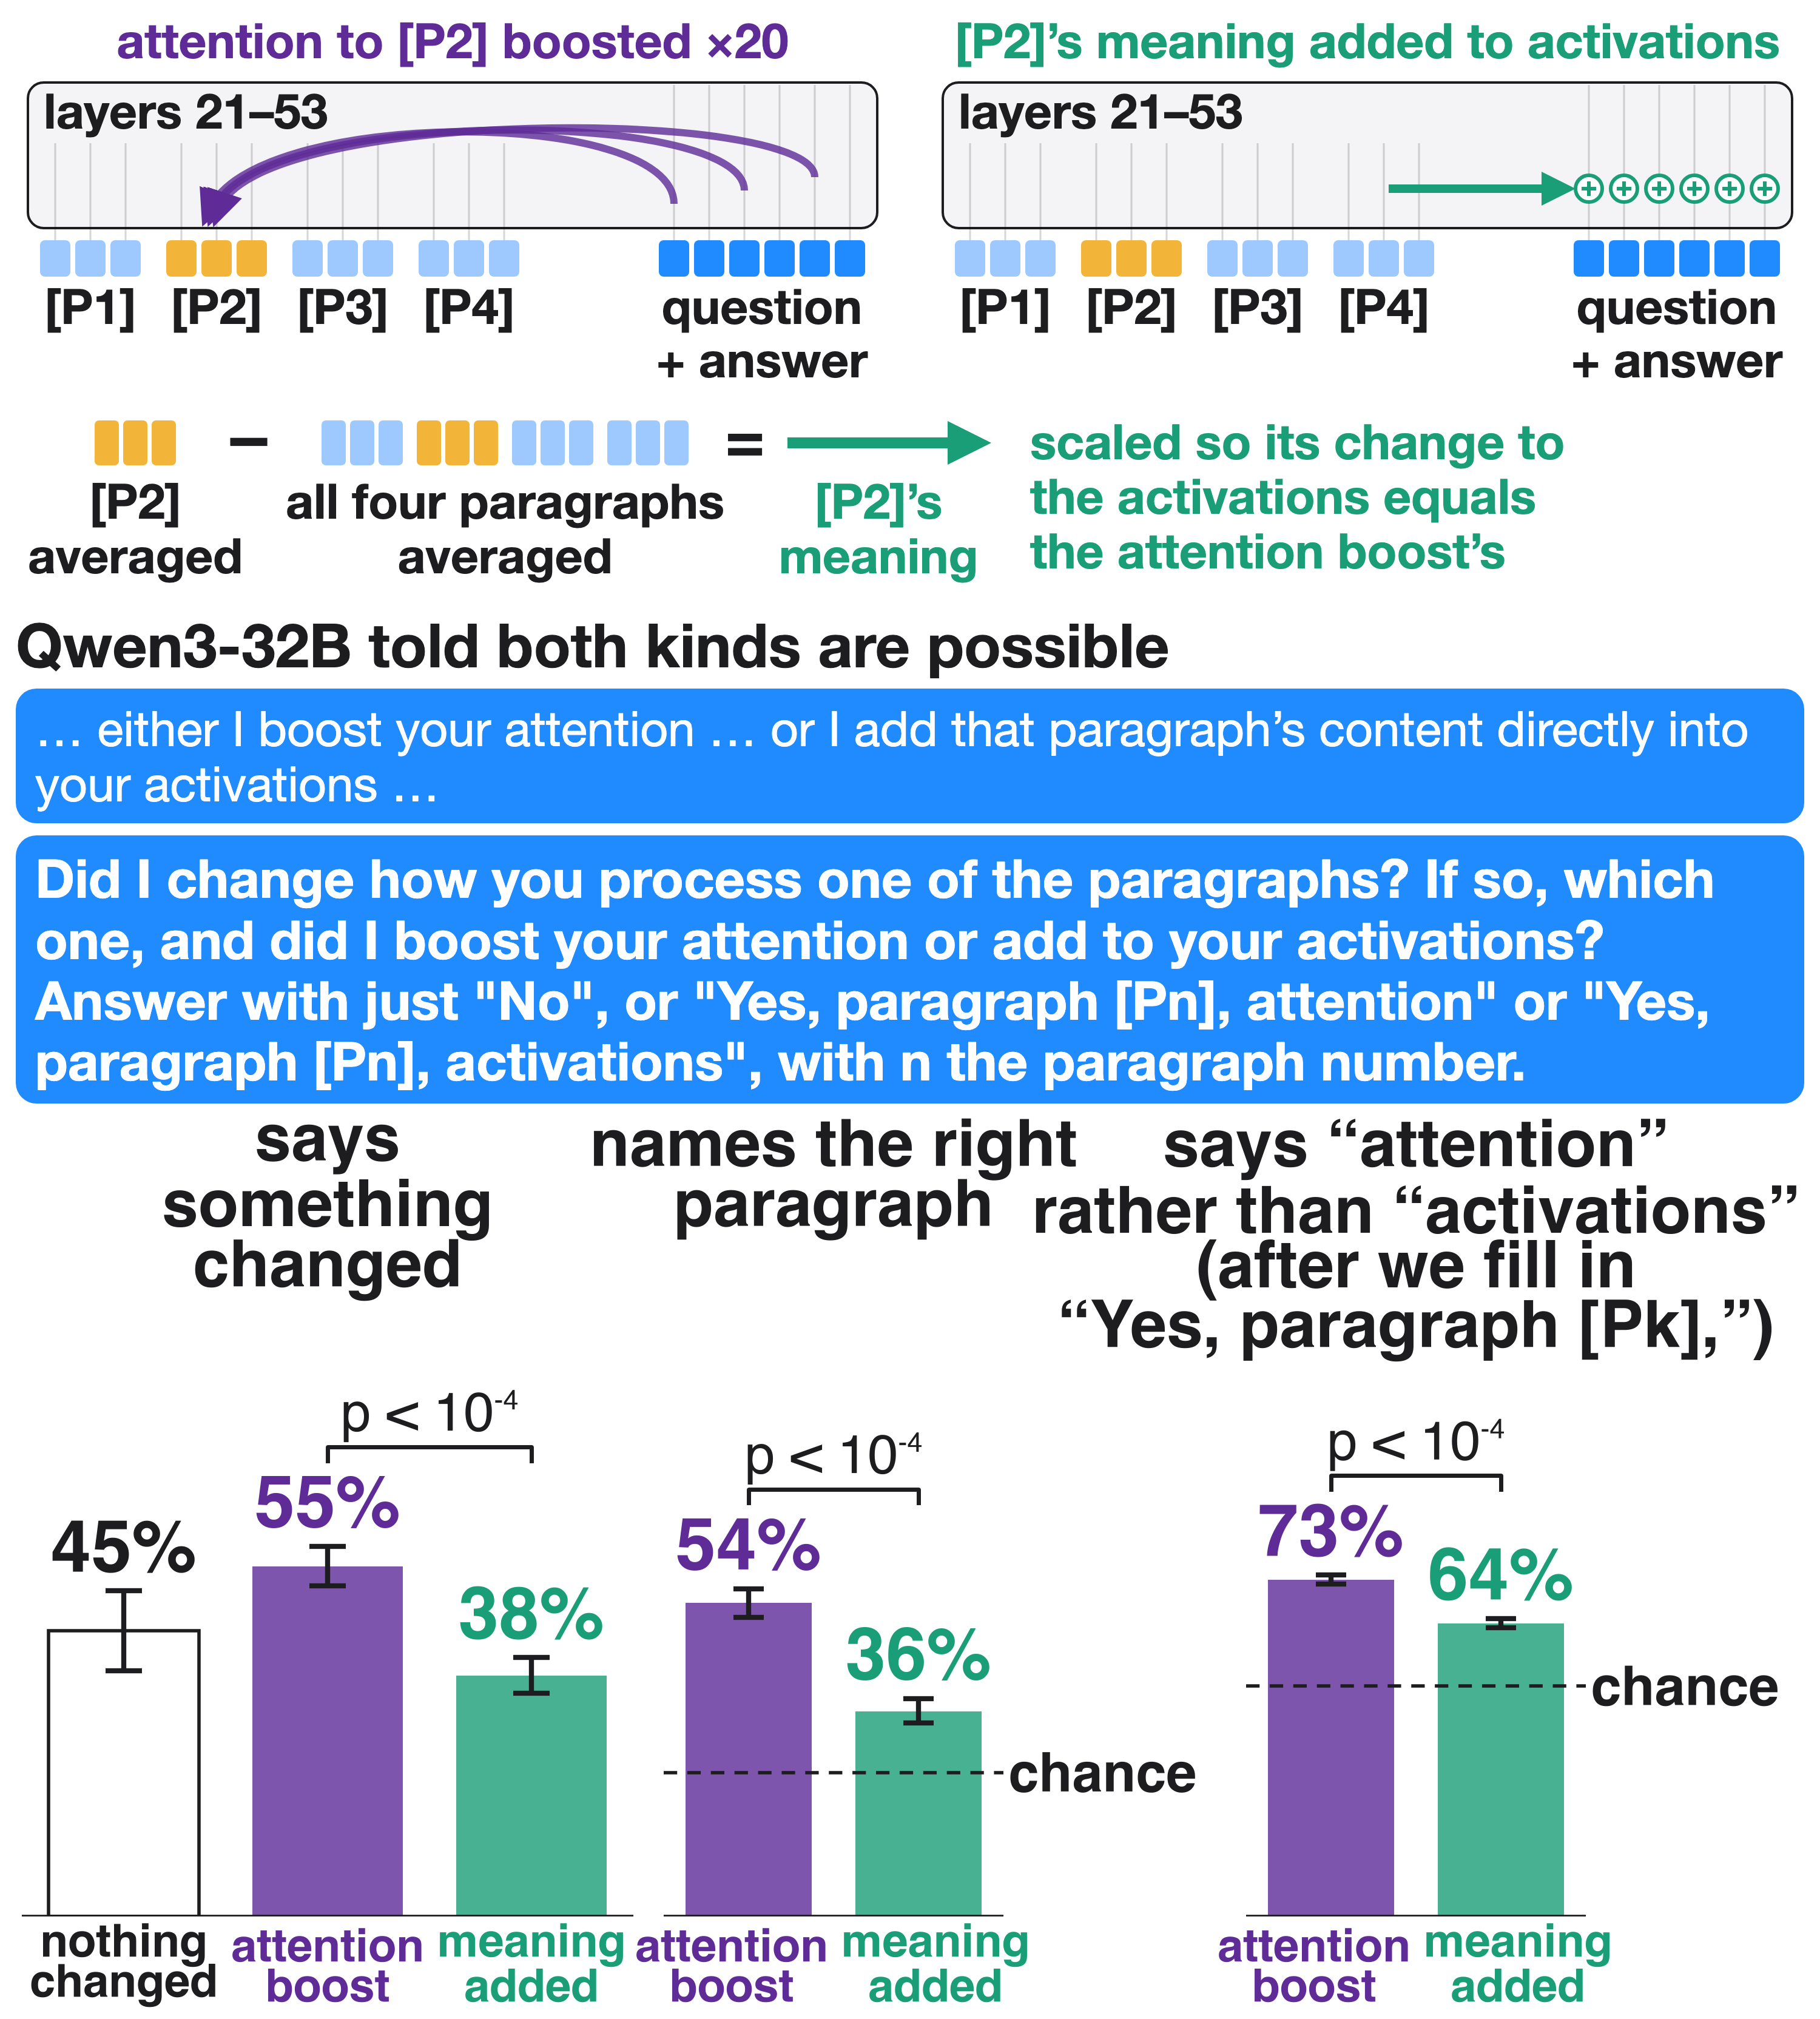 attention to [P2] boosted ×20
[P2]’s meaning added to activations
layers 21–53
layers 21–53
[P1] [P2] [P3] [P4]
question
+ answer
[P1] [P2] [P3] [P4]
question
+ answer
– =
[P2]
averaged
all four paragraphs
averaged
[P2]’s
meaning
scaled so its change to
the activations equals
the attention boost’s
Qwen3-32B told both kinds are possible
… either I boost your attention … or I add that paragraph’s content directly into
your activations …
Did I change how you process one of the paragraphs? If so, which
one, and did I boost your attention or add to your activations?
Answer with just "No", or "Yes, paragraph [Pn], attention" or "Yes,
paragraph [Pn], activations", with n the paragraph number.
says
something
changed
names the right
paragraph
says “attention”
rather than “activations”
(after we fill in
“Yes, paragraph [Pk],”)
p < 10-4
45%
55%
38%
nothing
changed
attention
boost
meaning
added
p < 10-4
54%
36%
chance
attention
boost
meaning
added
p < 10-4
73%
64%
chance
attention
boost
meaning
added